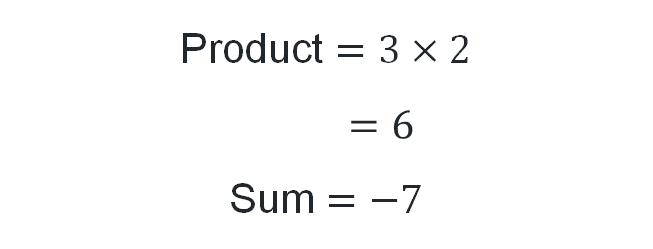 Product = 3 × 2
= 6
Sum = −7